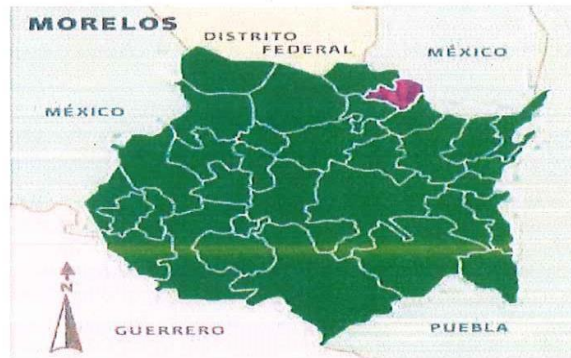 MORELOS
DISTRITO
FEDERAL
MÉXICO
MÉXICO
N
GUERRERO
PUEBLA